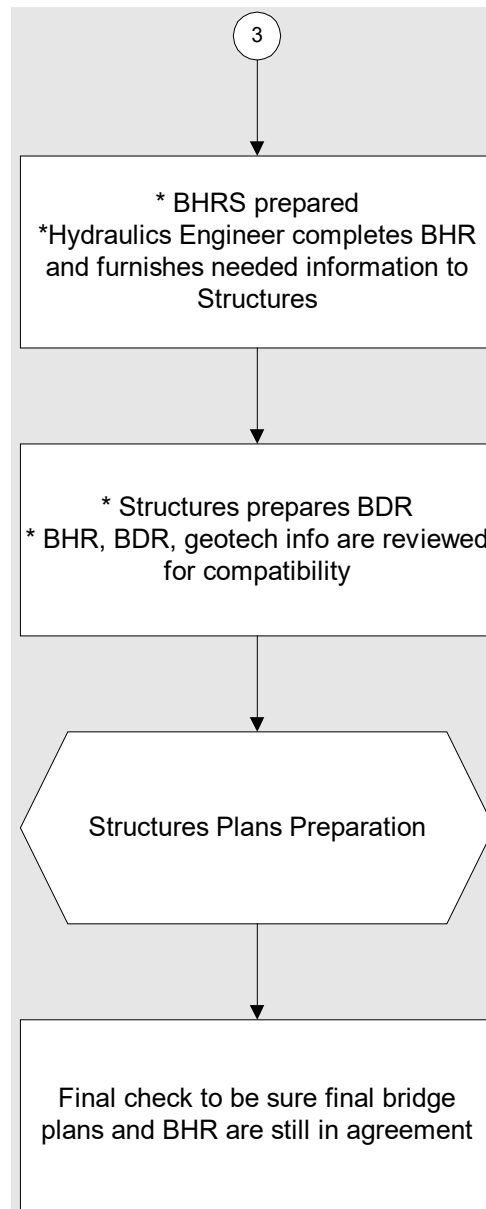 3
* BHRS prepared
*Hydraulics Engineer completes BHR
and furnishes needed information to
Structures
* Structures prepares BDR
* BHR, BDR, geotech info are reviewed
for compatibility
Structures Plans Preparation
Final check to be sure final bridge
plans and BHR are still in agreement